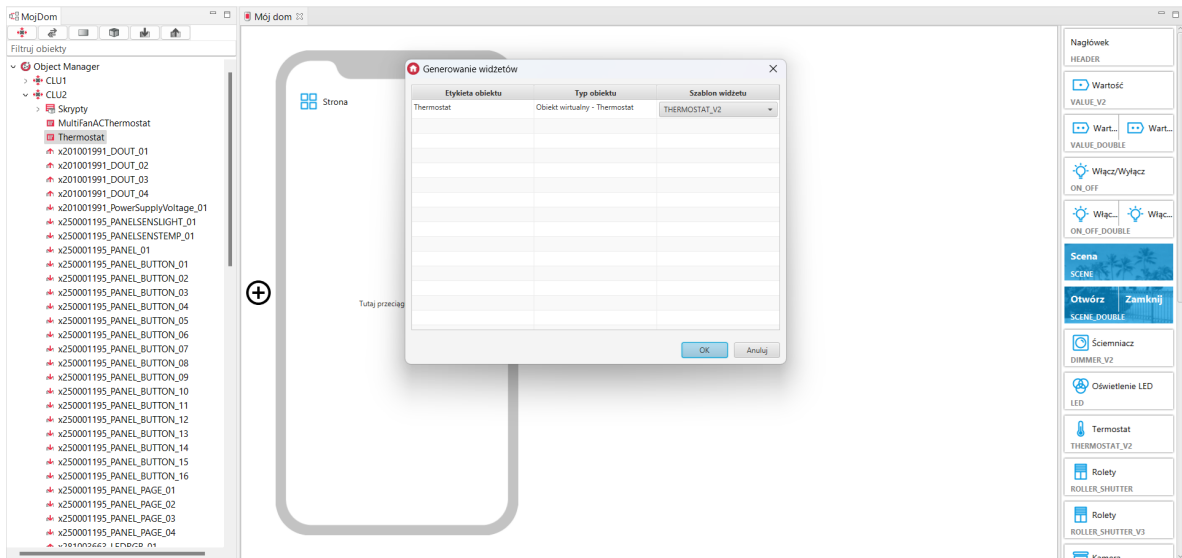 MojDom
Filtruj obiekty
Object Manager
CLU1
CLU2
Skrypty
MultiFanACThermostat
Thermostat
x201001991_DOUT_01
x201001991_DOUT_02
x201001991_DOUT_03
x201001991_DOUT_04
x201001991_PowerSupplyVoltage_01
x250001195_PANELSENSLIGHT_01
x250001195_PANELSENSTEMP_01
x250001195_PANEL_01
x250001195_PANEL_BUTTON_01
x250001195_PANEL_BUTTON_02
x250001195_PANEL_BUTTON_03
x250001195_PANEL_BUTTON_04
x250001195_PANEL_BUTTON_05
x250001195_PANEL_BUTTON_06
x250001195_PANEL_BUTTON_07
x250001195_PANEL_BUTTON_08
x250001195_PANEL_BUTTON_09
x250001195_PANEL_BUTTON_10
x250001195_PANEL_BUTTON_11
x250001195_PANEL_BUTTON_12
x250001195_PANEL_BUTTON_13
x250001195_PANEL_BUTTON_14
x250001195_PANEL_BUTTON_15
x250001195_PANEL_BUTTON_16
x250001195_PANEL_PAGE_01
x250001195_PANEL_PAGE_02
x250001195_PANEL_PAGE_03
x250001195_PANEL_PAGE_04
Mój dom
Strona
Tutaj przeciąg
Generowanie widżetów
Etykieta obiektu Typ obiektu Szablon widżetu
Thermostat Obiekt wirtualny - Thermostat THERMOSTAT_V2
OK Anuluj
Nagłówek
HEADER
Wartość
VALUE_V2
Wart... Wart...
VALUE_DOUBLE
Włącz/Wyłącz
ON_OFF
Włąc... Włąc...
ON_OFF_DOUBLE
Scena
SCENE
Otwórz Zamknij
SCENE_DOUBLE
Ściemniacz
DIMMER_V2
Oświetlenie LED
LED
Termostat
THERMOSTAT_V2
Rolety
ROLLER_SHUTTER
Rolety
ROLLER_SHUTTER_V3
Kamera